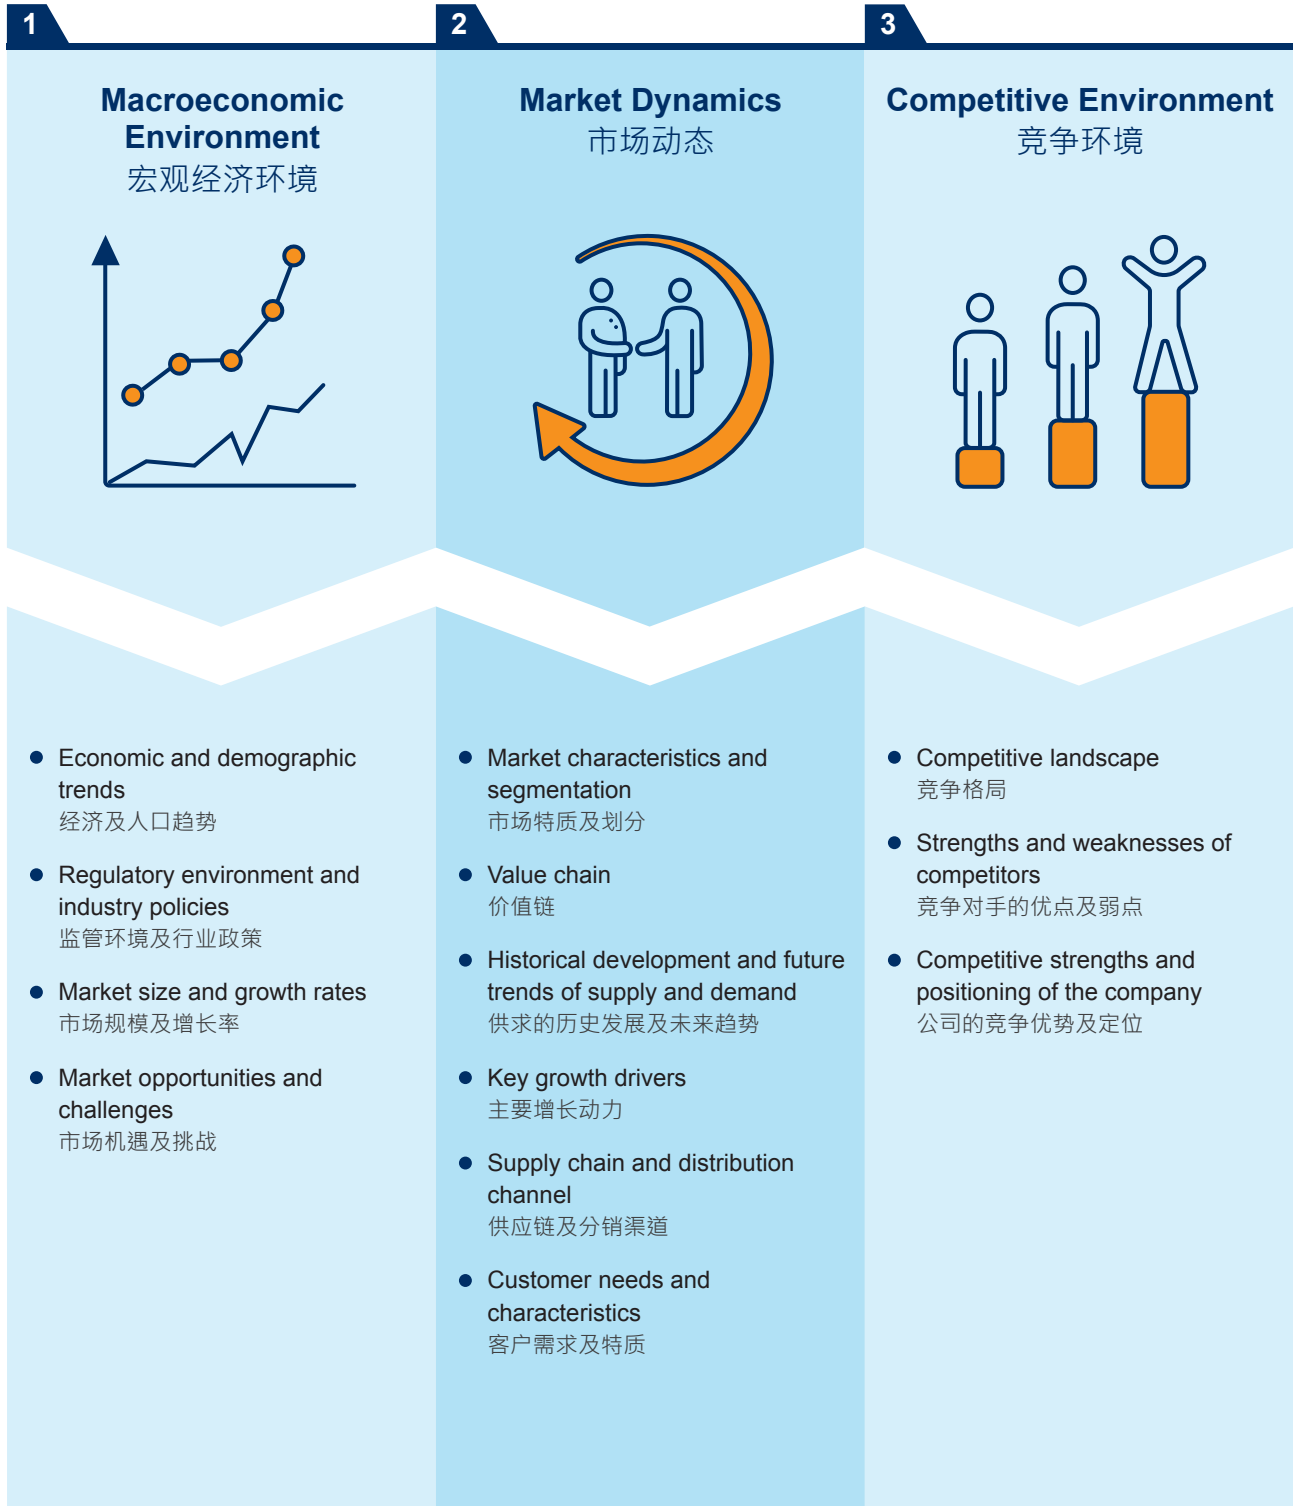 1
Macroeconomic
Environment
宏观经济环境
Economic and demographic
trends
经济及人口趋势
Regulatory environment and
industry policies
监管环境及行业政策
Market size and growth rates
市场规模及增长率
Market opportunities and
challenges
市场机遇及挑战
2
Market Dynamics
市场动态
Market characteristics and
segmentation
市场特质及划分
Value chain
价值链
Historical development and future
trends of supply and demand
供求的历史发展及未来趋势
Key growth drivers
主要增长动力
Supply chain and distribution
channel
供应链及分销渠道
Customer needs and
characteristics
客户需求及特质
3
Competitive Environment
竞争环境
Competitive landscape
竞争格局
Strengths and weaknesses of
competitors
竞争对手的优点及弱点
Competitive strengths and
positioning of the company
公司的竞争优势及定位